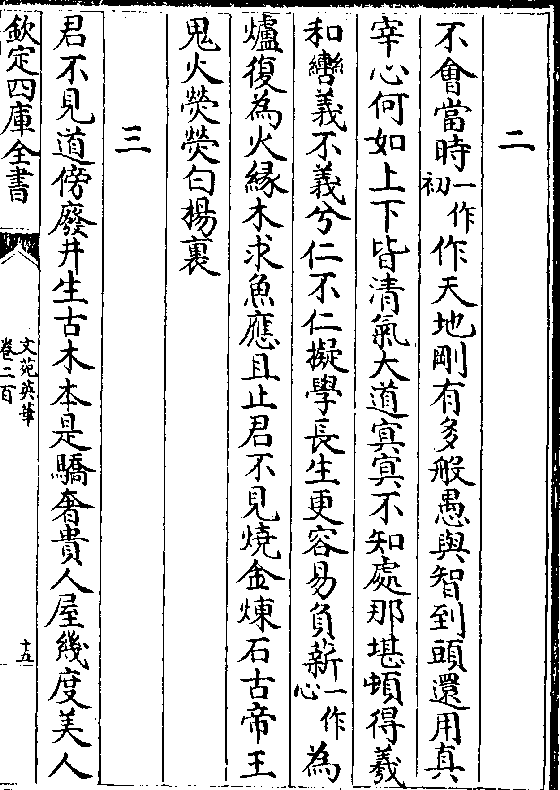 二
不會當時一作初作天地剛有多般愚與智到頭還用真
宰心何如上下皆清氣大道冥冥不知處那堪頓得羲
和轡義不義兮仁不仁擬學長生更容易負薪一作心為
爐復為火緣木求魚應且止君不見燒金煉石古帝王
鬼火熒熒白楊裏
三
君不見道傍廢井生古木本是驕奢貴人屋幾度美人
欽定四庫全書
文苑英華
卷二百
十五